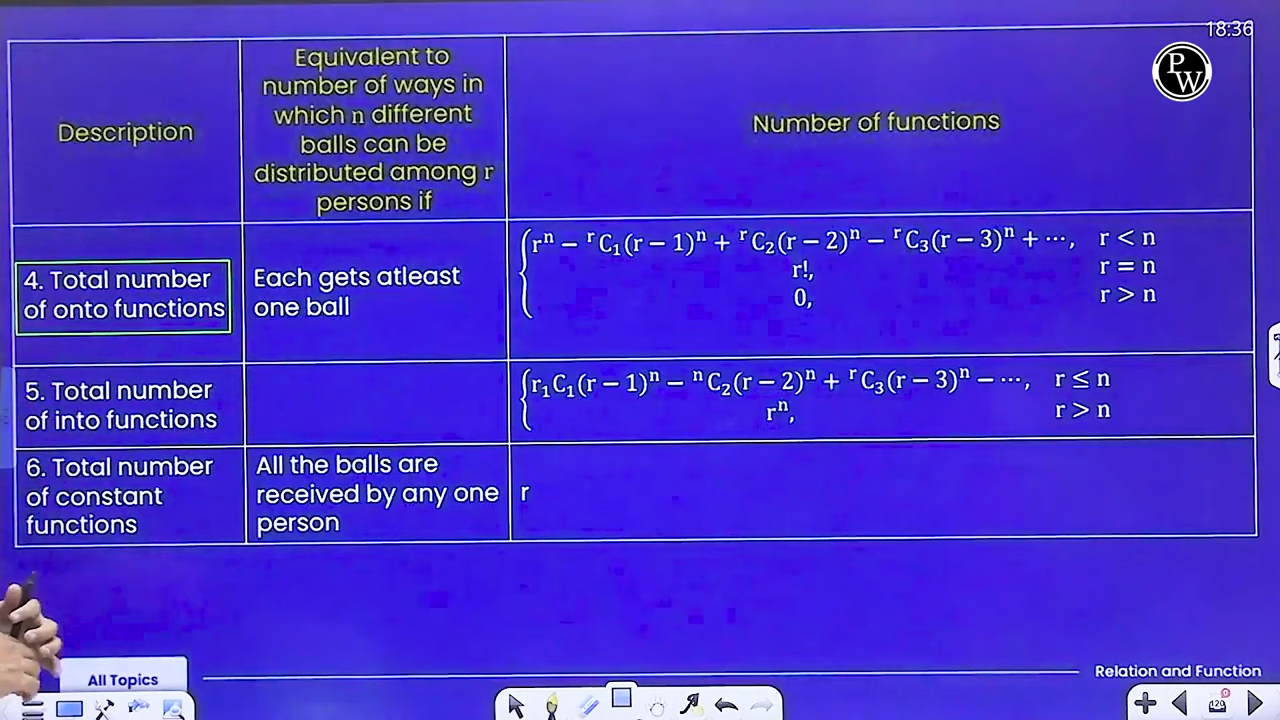 18:36
PW
Description
Equivalent to
number of ways in
which n different
balls can be
distributed among r
persons if
Number of functions
4. Total number
of onto functions
Each gets atleast
one ball
rⁿ − ʳC₁(r − 1)ⁿ + ʳC₂(r − 2)ⁿ − ʳC₃(r − 3)ⁿ + ⋯, r < n
r!, r = n
0, r > n
5. Total number
of into functions
r₁C₁(r − 1)ⁿ − ⁿC₂(r − 2)ⁿ + ʳC₃(r − 3)ⁿ − ⋯, r ≤ n
rⁿ, r > n
6. Total number
of constant
functions
All the balls are
received by any one
person
r
All Topics
Relation and Function
120